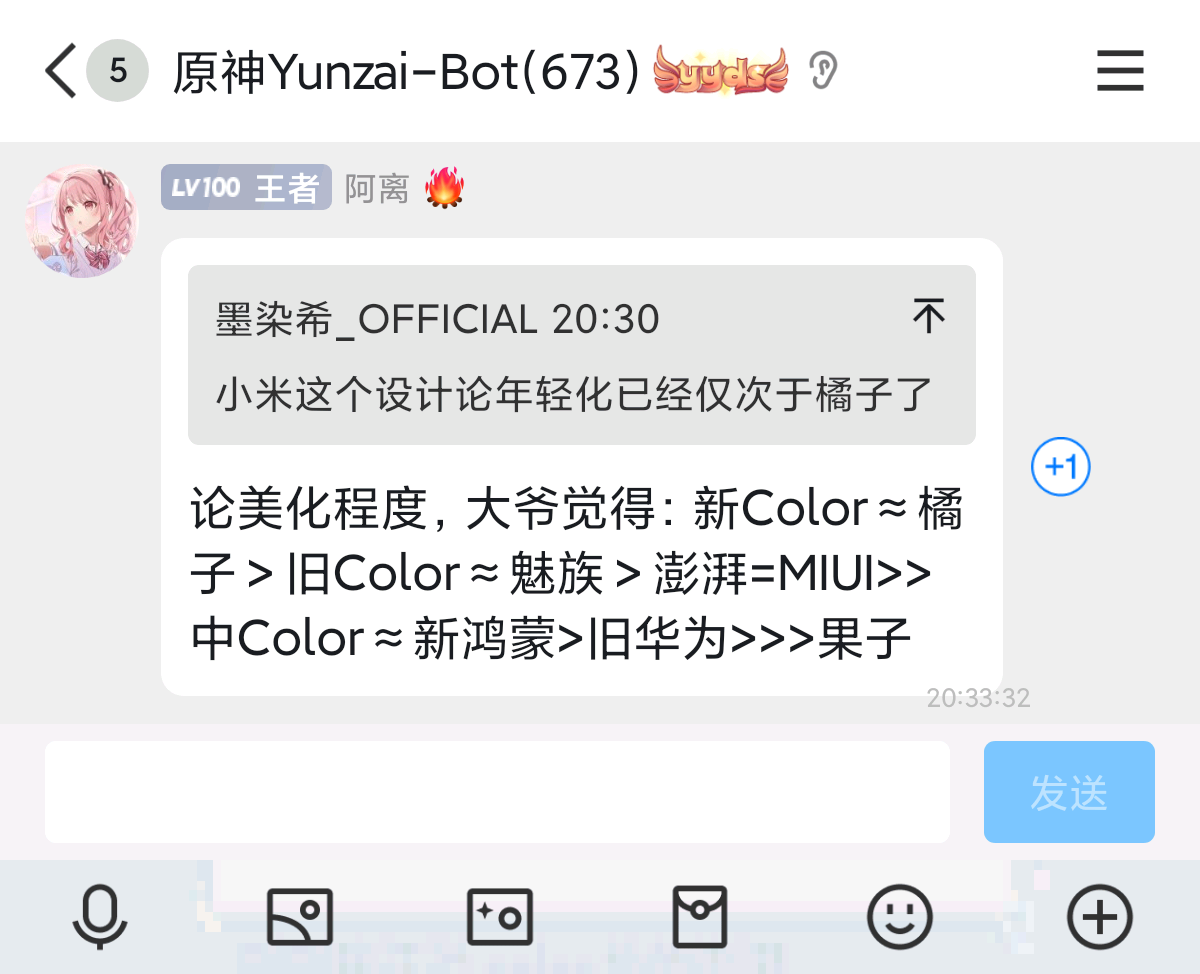 5
原神Yunzai-Bot(673) yyds
LV100 王者 阿离
墨染希_OFFICIAL 20:30
小米这个设计论年轻化已经仅次于橘子了
+1
论美化程度，大爷觉得：新Color≈橘
子>旧Color≈魅族>澎湃=MIUI>>
中Color≈新鸿蒙>旧华为>>>果子
20:33:32
发送